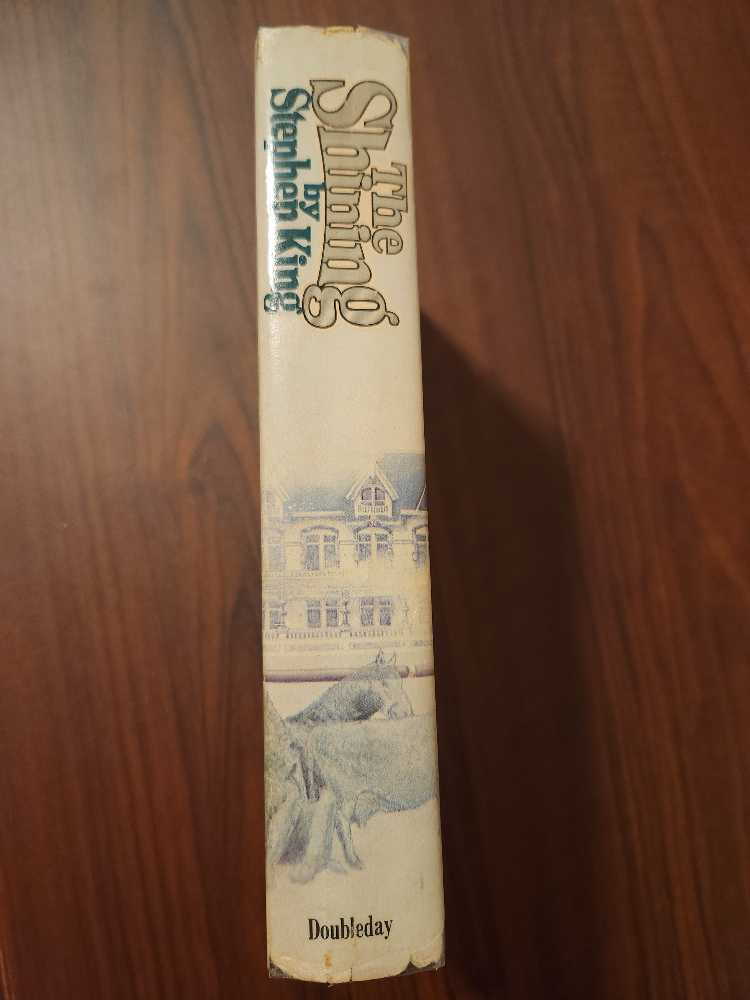 The
Shining
by
Stephen King
Doubleday